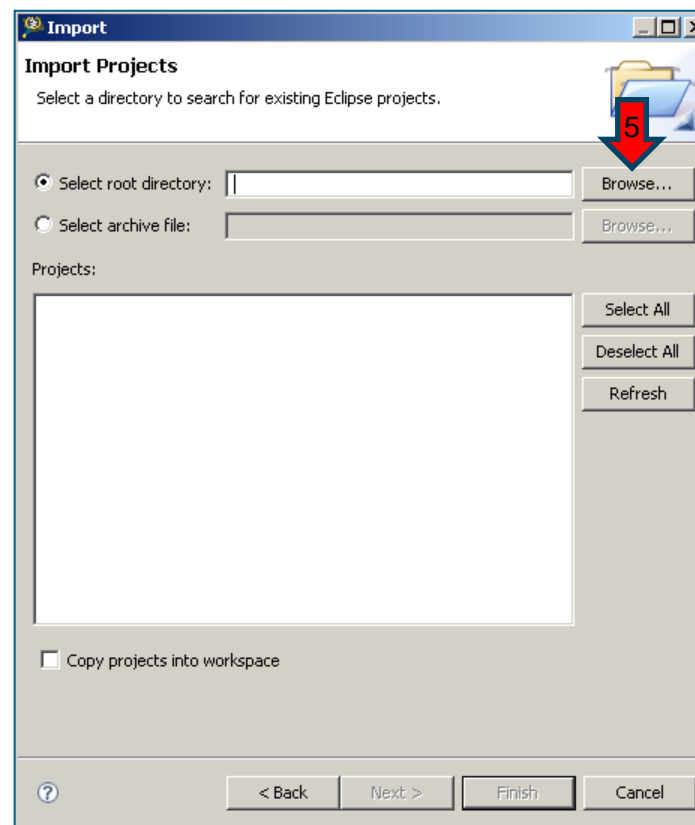 Import
Import Projects
Select a directory to search for existing Eclipse projects.
5
Select root directory: Browse...
Select archive file: Browse...
Projects:
Select All
Deselect All
Refresh
Copy projects into workspace
? < Back Next > Finish Cancel